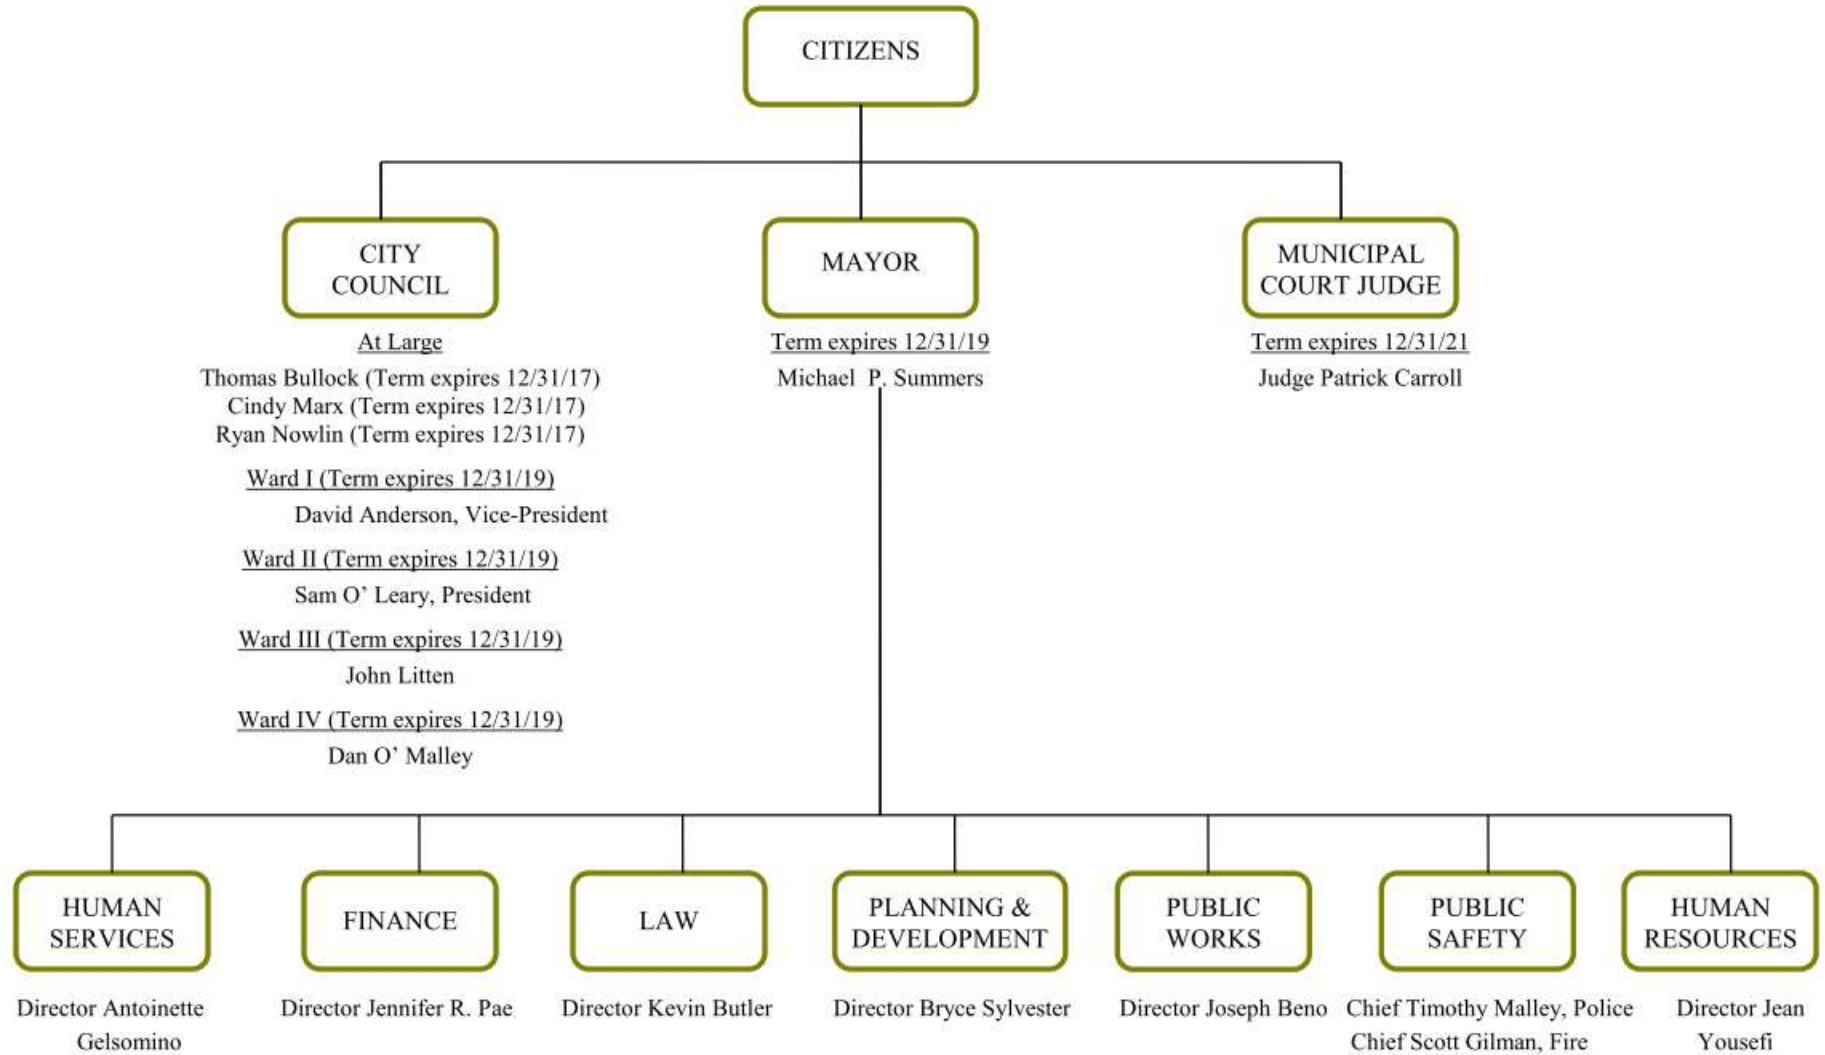 CITIZENS
CITY
COUNCIL
At Large
Thomas Bullock (Term expires 12/31/17)
Cindy Marx (Term expires 12/31/17)
Ryan Nowlin (Term expires 12/31/17)
Ward I (Term expires 12/31/19)
David Anderson, Vice-President
Ward II (Term expires 12/31/19)
Sam O’ Leary, President
Ward III (Term expires 12/31/19)
John Litten
Ward IV (Term expires 12/31/19)
Dan O’ Malley
MAYOR
Term expires 12/31/19
Michael P. Summers
MUNICIPAL
COURT JUDGE
Term expires 12/31/21
Judge Patrick Carroll
HUMAN
SERVICES
Director Antoinette
Gelsomino
FINANCE
Director Jennifer R. Pae
LAW
Director Kevin Butler
PLANNING &
DEVELOPMENT
Director Bryce Sylvester
PUBLIC
WORKS
Director Joseph Beno
PUBLIC
SAFETY
Chief Timothy Malley, Police
Chief Scott Gilman, Fire
HUMAN
RESOURCES
Director Jean
Yousefi